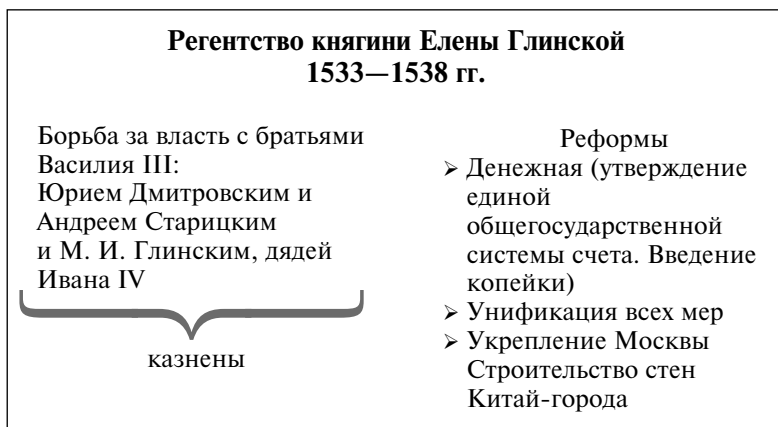 Регентство княгини Елены Глинской
1533—1538 гг.
Борьба за власть с братьями
Василия III:
Юрием Дмитровским и
Андреем Старицким
и М. И. Глинским, дядей
Ивана IV
казнены
Реформы
➢ Денежная (утверждение
единой
общегосударственной
системы счета. Введение
копейки)
➢ Унификация всех мер
➢ Укрепление Москвы
Строительство стен
Китай-города